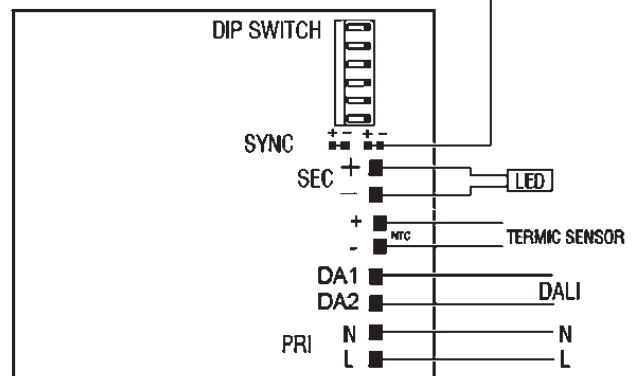 DIP SWITCH
+ - + -
SYNC
SEC +
-
LED
+
NTC
-
TERMIC SENSOR
DA1
DA2
DALI
PRI
N N
L L